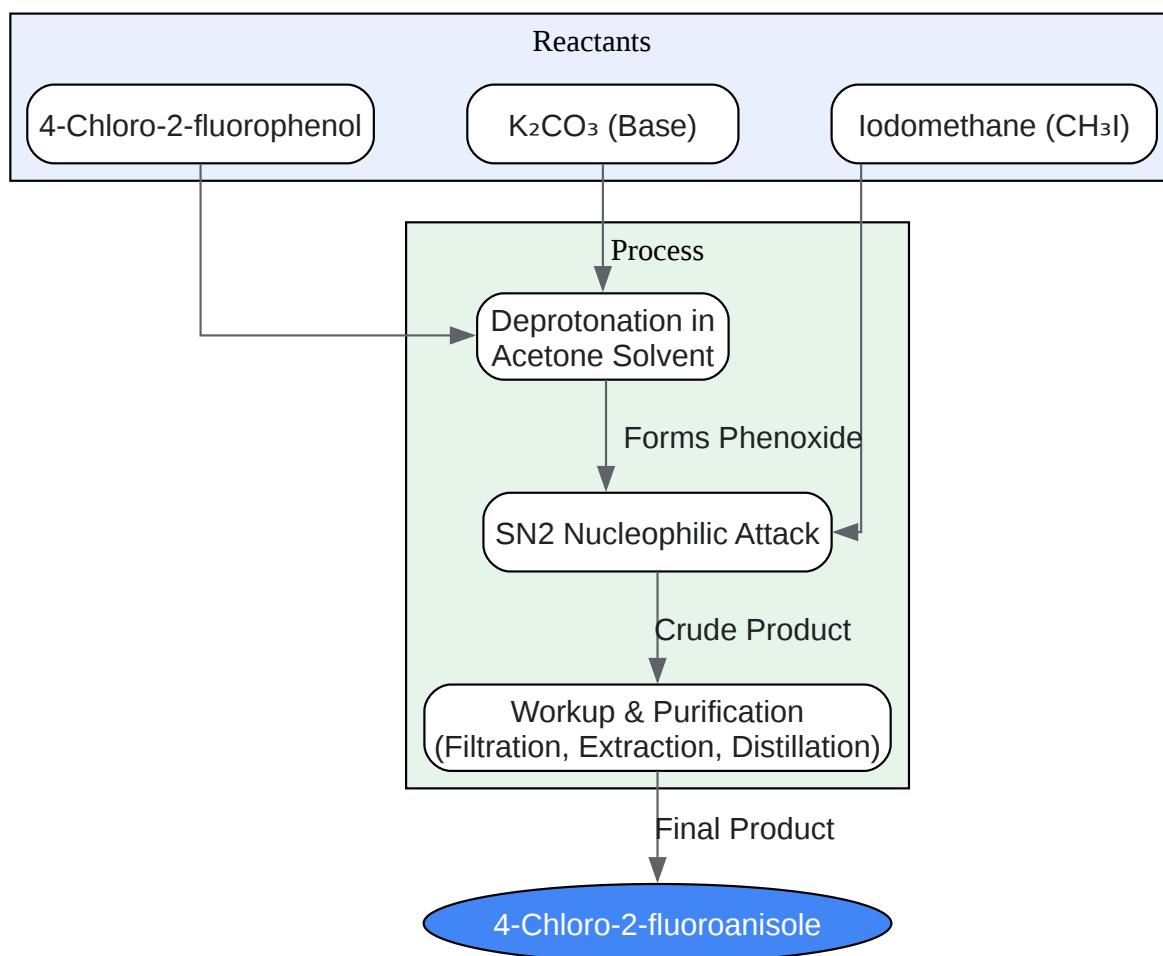 Reactants
4-Chloro-2-fluorophenol
K₂CO₃ (Base)
Iodomethane (CH₃I)
Process
Deprotonation in
Acetone Solvent
Forms Phenoxide
SN2 Nucleophilic Attack
Crude Product
Workup & Purification
(Filtration, Extraction, Distillation)
Final Product
4-Chloro-2-fluoroanisole